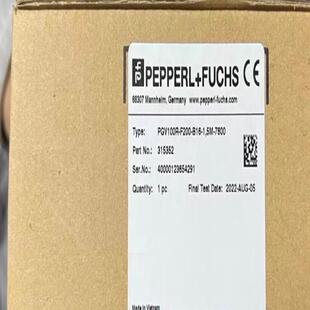 PEPPERL+FUCHS CE
68307 Mannheim, Germany www.pepperl-fuchs.com
Type: PGV100R-F200-B16-1,5M-7800
Part No.: 315352
Ser.No.: 40000123654291
Quantity: 1 pc Final Test Date: 2022-AUG-05
Made in Vietnam